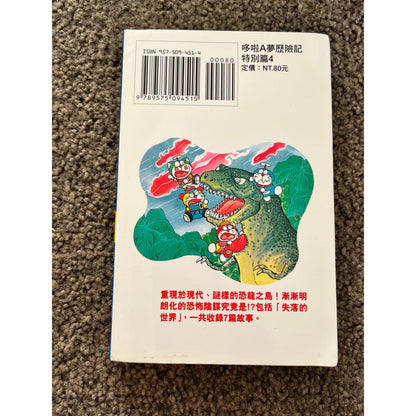 ISBN 957-509-451-4
00080
9789575094515
哆啦A夢歷險記
特別篇4
定價：NT.80元
重現於現代、謎樣的恐龍之島！漸漸明
朗化的恐怖陰謀究竟是!?包括「失落的
世界」，一共收錄7篇故事。